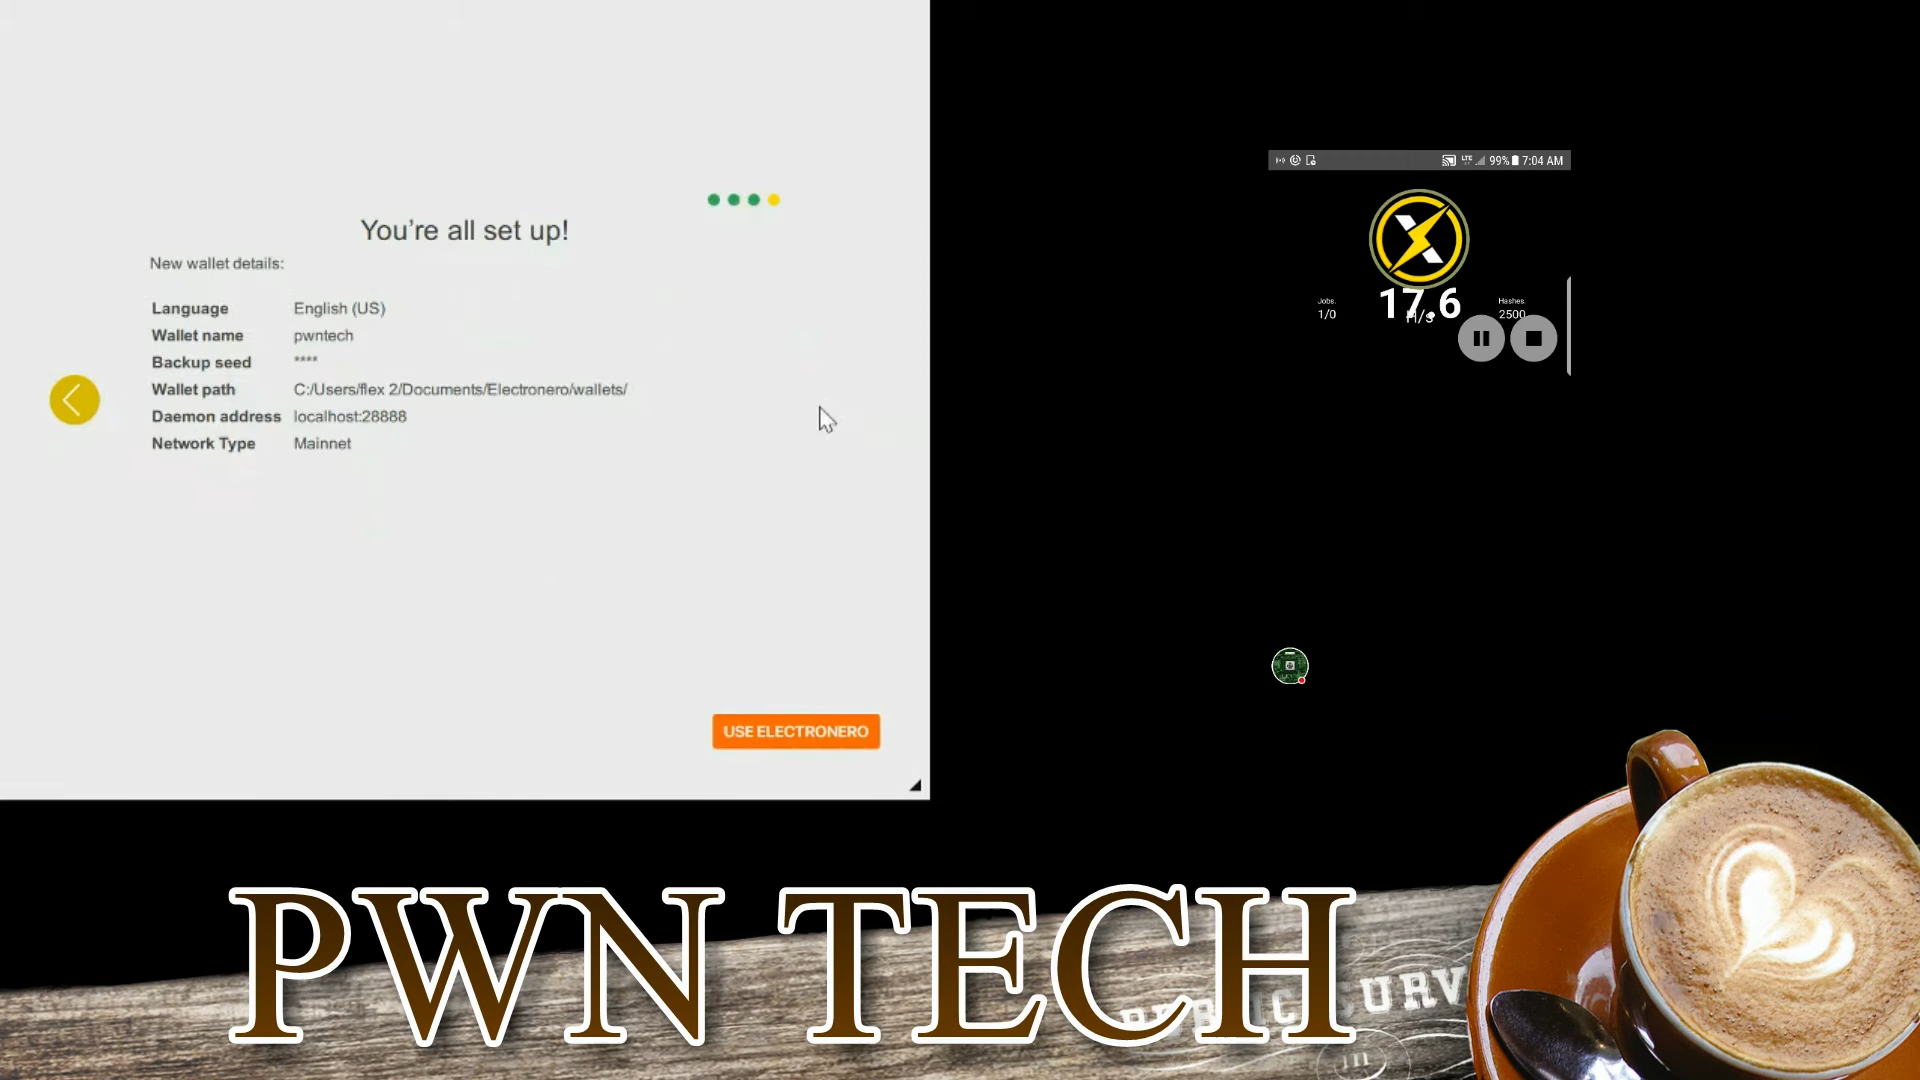 You're all set up!
New wallet details:
Language English (US)
Wallet name pwntech
Backup seed ****
Wallet path C:/Users/flex 2/Documents/Electronero/wallets/
Daemon address localhost:28888
Network Type Mainnet
USE ELECTRONERO
LTE 99% 7:04 AM
Jobs. 17.6 Hashes.
1/0 H/s 2500
PWN TECH